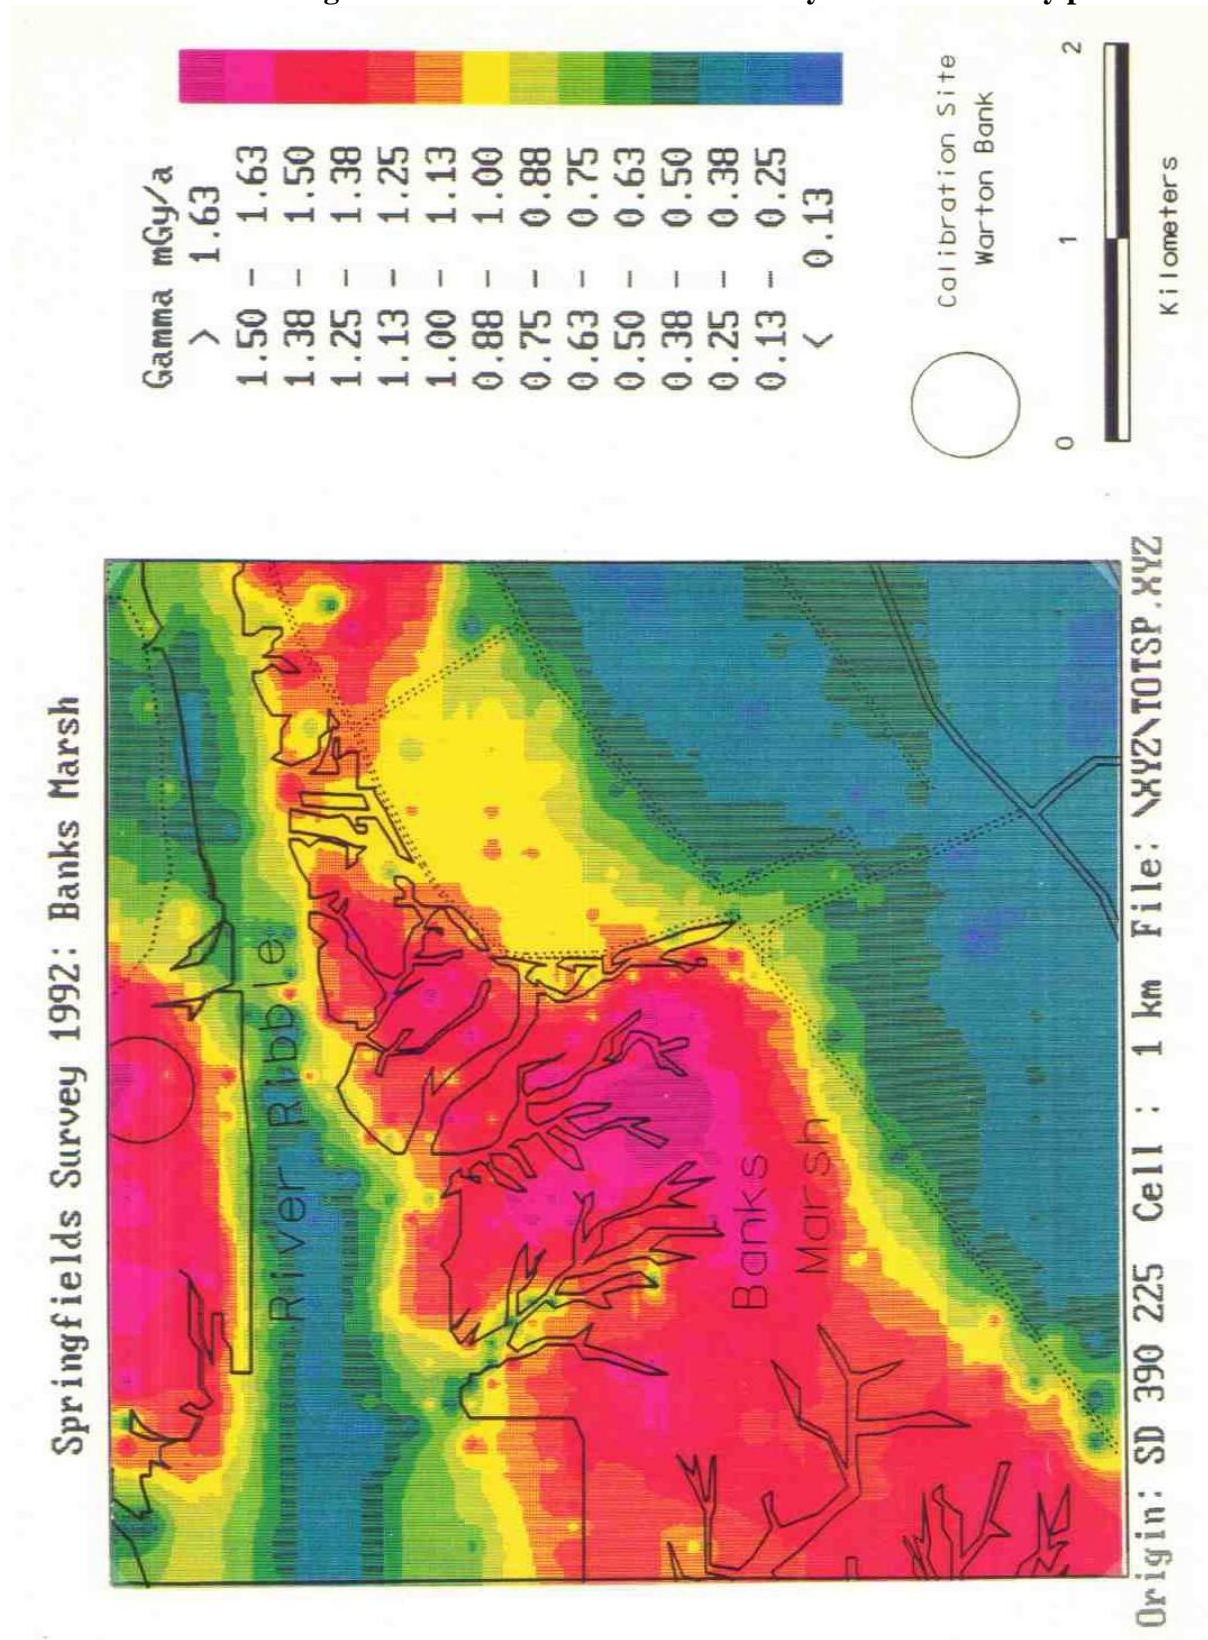 Springfields Survey 1992: Banks Marsh
River Ribble
Banks
Marsh
Origin: SD 390 225 Cell : 1 km File: \XYZ\TOTSP.XYZ
Gamma mGy/a
> 1.63
1.50 - 1.63
1.38 - 1.50
1.25 - 1.38
1.13 - 1.25
1.00 - 1.13
0.88 - 1.00
0.75 - 0.88
0.63 - 0.75
0.50 - 0.63
0.38 - 0.50
0.25 - 0.38
0.13 - 0.25
< 0.13
Calibration Site
Warton Bank
0 1 2
Kilometers